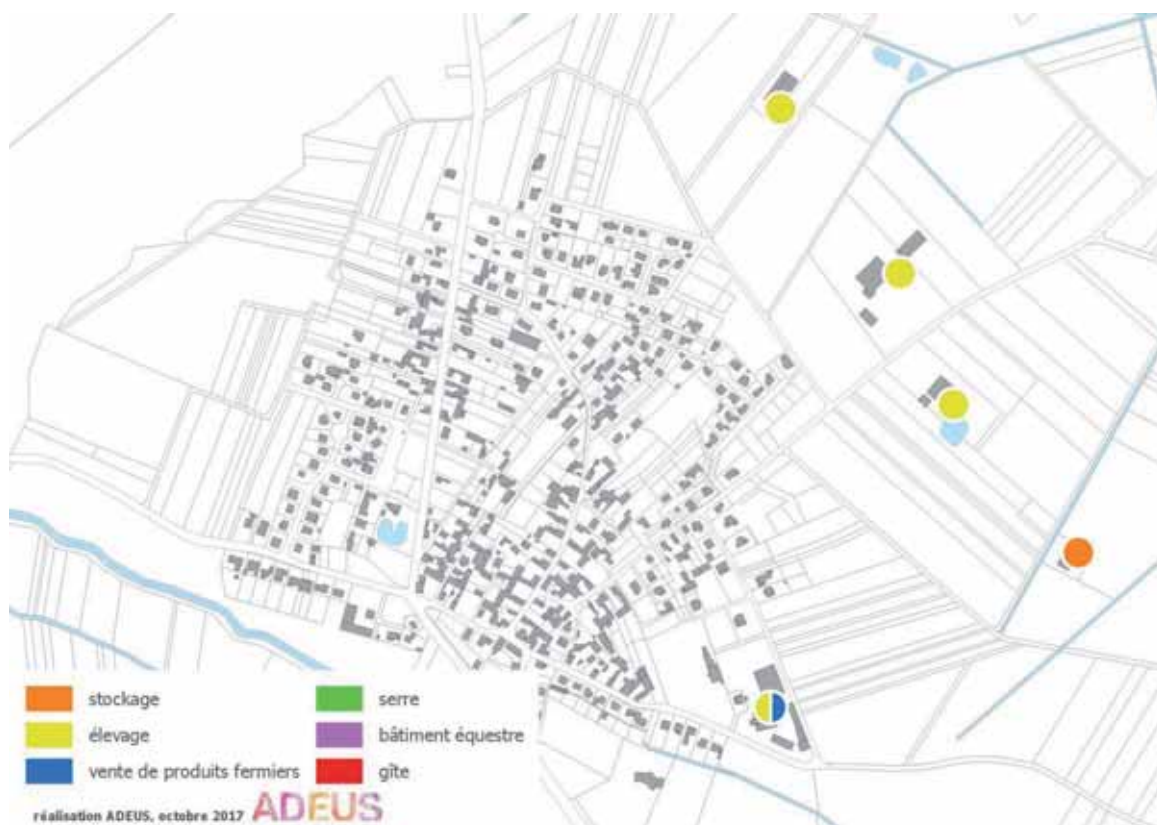 stockage
élevage
vente de produits fermiers
serre
bâtiment équestre
gîte
réalisation ADEUS, octobre 2017 ADEUS